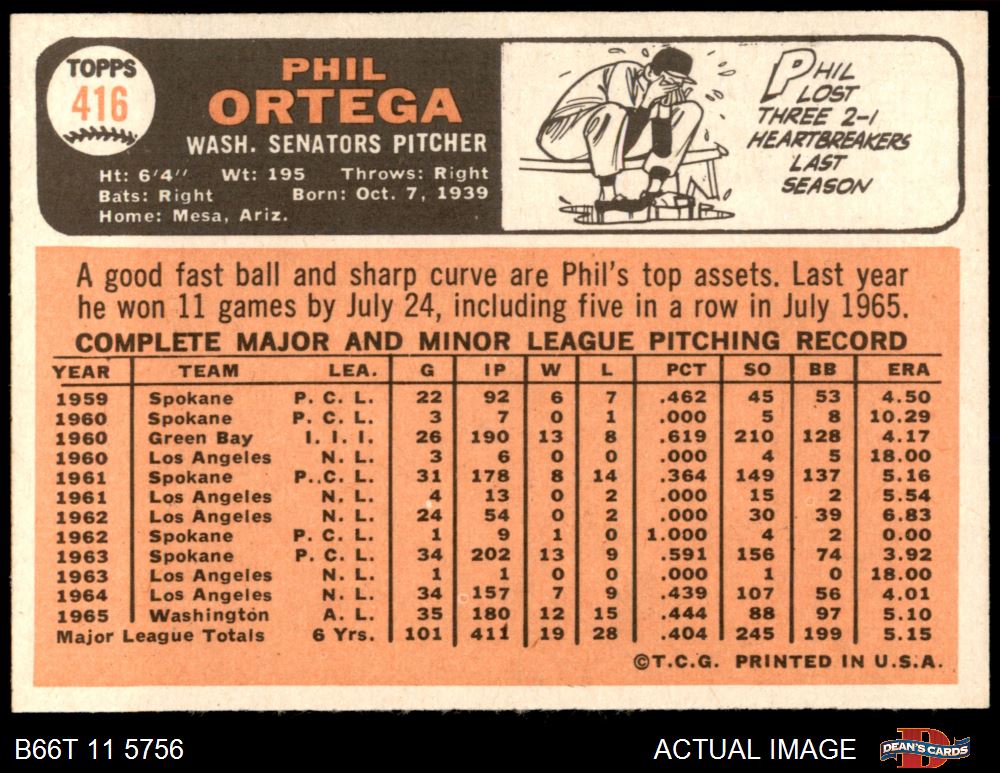 TOPPS
416
PHIL
ORTEGA
WASH. SENATORS PITCHER
Ht: 6'4" Wt: 195 Throws: Right
Bats: Right Born: Oct. 7, 1939
Home: Mesa, Ariz.
PHIL
LOST
THREE 2-1
HEARTBREAKERS
LAST
SEASON
A good fast ball and sharp curve are Phil's top assets. Last year
he won 11 games by July 24, including five in a row in July 1965.
COMPLETE MAJOR AND MINOR LEAGUE PITCHING RECORD
YEAR TEAM LEA. G IP W L PCT SO BB ERA
1959 Spokane P. C. L. 22 92 6 7 .462 45 53 4.50
1960 Spokane P. C. L. 3 7 0 1 .000 5 8 10.29
1960 Green Bay I. I. I. 26 190 13 8 .619 210 128 4.17
1960 Los Angeles N. L. 3 6 0 0 .000 4 5 18.00
1961 Spokane P..C. L. 31 178 8 14 .364 149 137 5.16
1961 Los Angeles N. L. 4 13 0 2 .000 15 2 5.54
1962 Los Angeles N. L. 24 54 0 2 .000 30 39 6.83
1962 Spokane P. C. L. 1 9 1 0 1.000 4 2 0.00
1963 Spokane P. C. L. 34 202 13 9 .591 156 74 3.92
1963 Los Angeles N. L. 1 1 0 0 .000 1 0 18.00
1964 Los Angeles N. L. 34 157 7 9 .439 107 56 4.01
1965 Washington A. L. 35 180 12 15 .444 88 97 5.10
Major League Totals 6 Yrs. 101 411 19 28 .404 245 199 5.15
©T.C.G. PRINTED IN U.S.A.
B66T 11 5756
ACTUAL IMAGE
DEAN'S CARDS